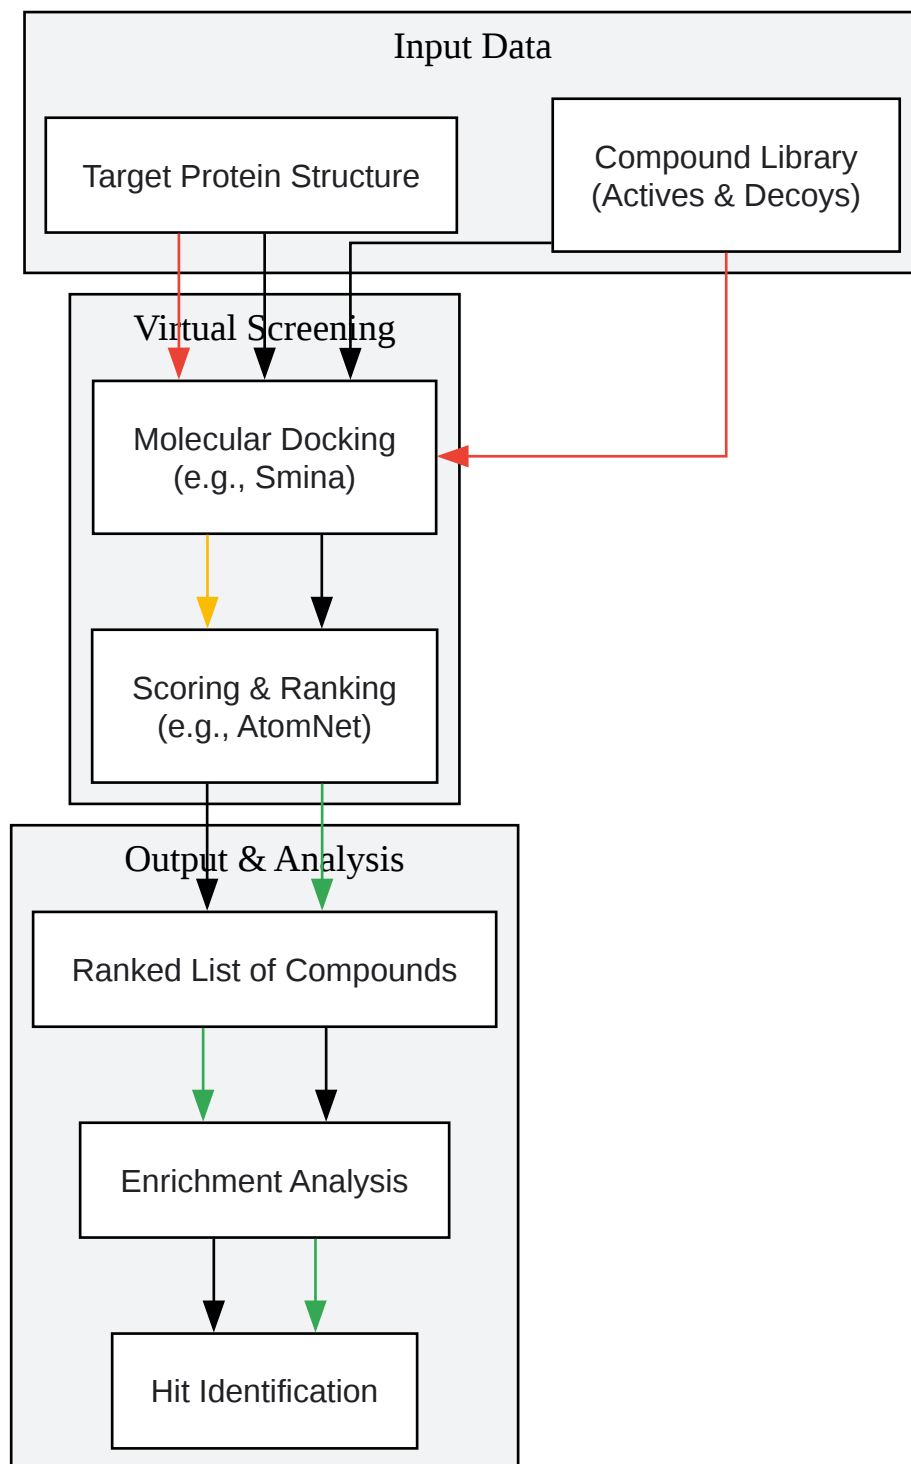 Input Data
Target Protein Structure
Compound Library
(Actives & Decoys)
Virtual Screening
Molecular Docking
(e.g., Smina)
Scoring & Ranking
(e.g., AtomNet)
Output & Analysis
Ranked List of Compounds
Enrichment Analysis
Hit Identification